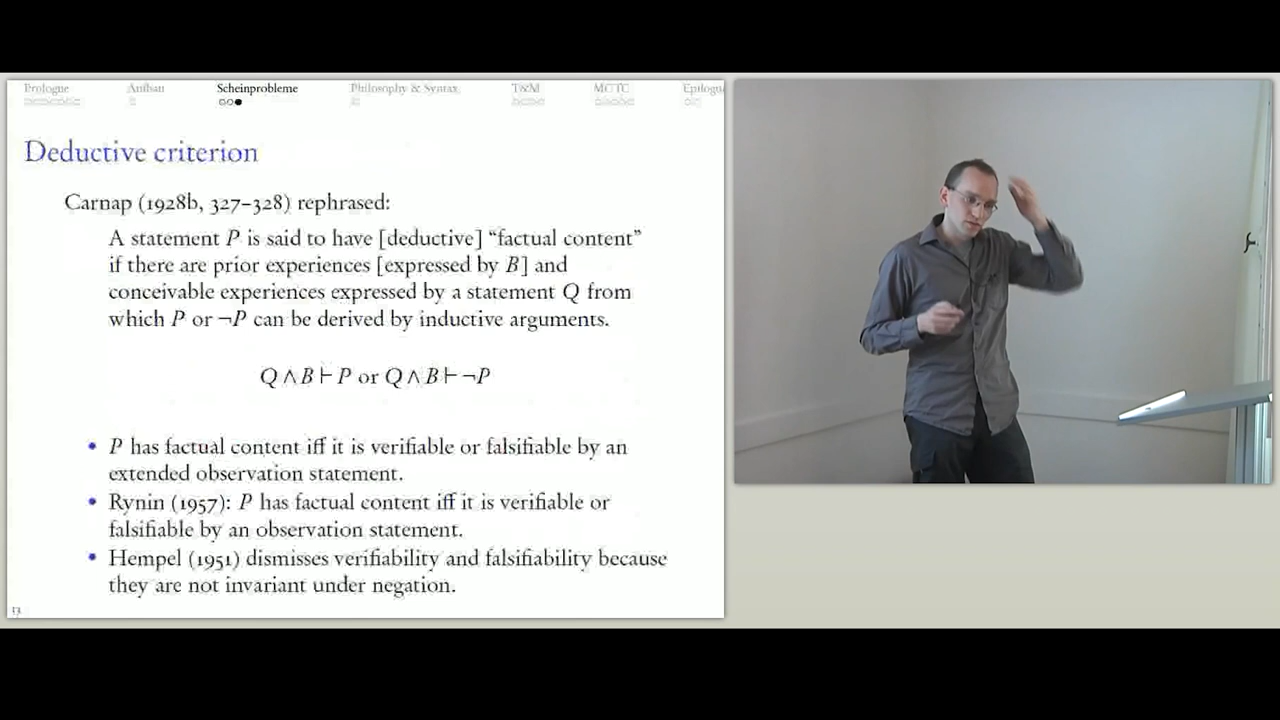 Prologue Aufbau Scheinprobleme Philosophy & Syntax T&M MCTC Epilogue
Deductive criterion
Carnap (1928b, 327–328) rephrased:
A statement P is said to have [deductive] “factual content”
if there are prior experiences [expressed by B] and
conceivable experiences expressed by a statement Q from
which P or ¬P can be derived by inductive arguments.
Q ∧ B ⊢ P or Q ∧ B ⊢ ¬P
• P has factual content iff it is verifiable or falsifiable by an
extended observation statement.
• Rynin (1957): P has factual content iff it is verifiable or
falsifiable by an observation statement.
• Hempel (1951) dismisses verifiability and falsifiability because
they are not invariant under negation.
13